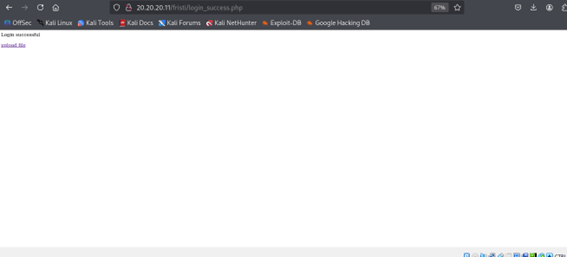 20.20.20.11/fristi/login_success.php
67%
OffSec Kali Linux Kali Tools Kali Docs Kali Forums Kali NetHunter Exploit-DB Google Hacking DB
Login successful
upload file
CTRL